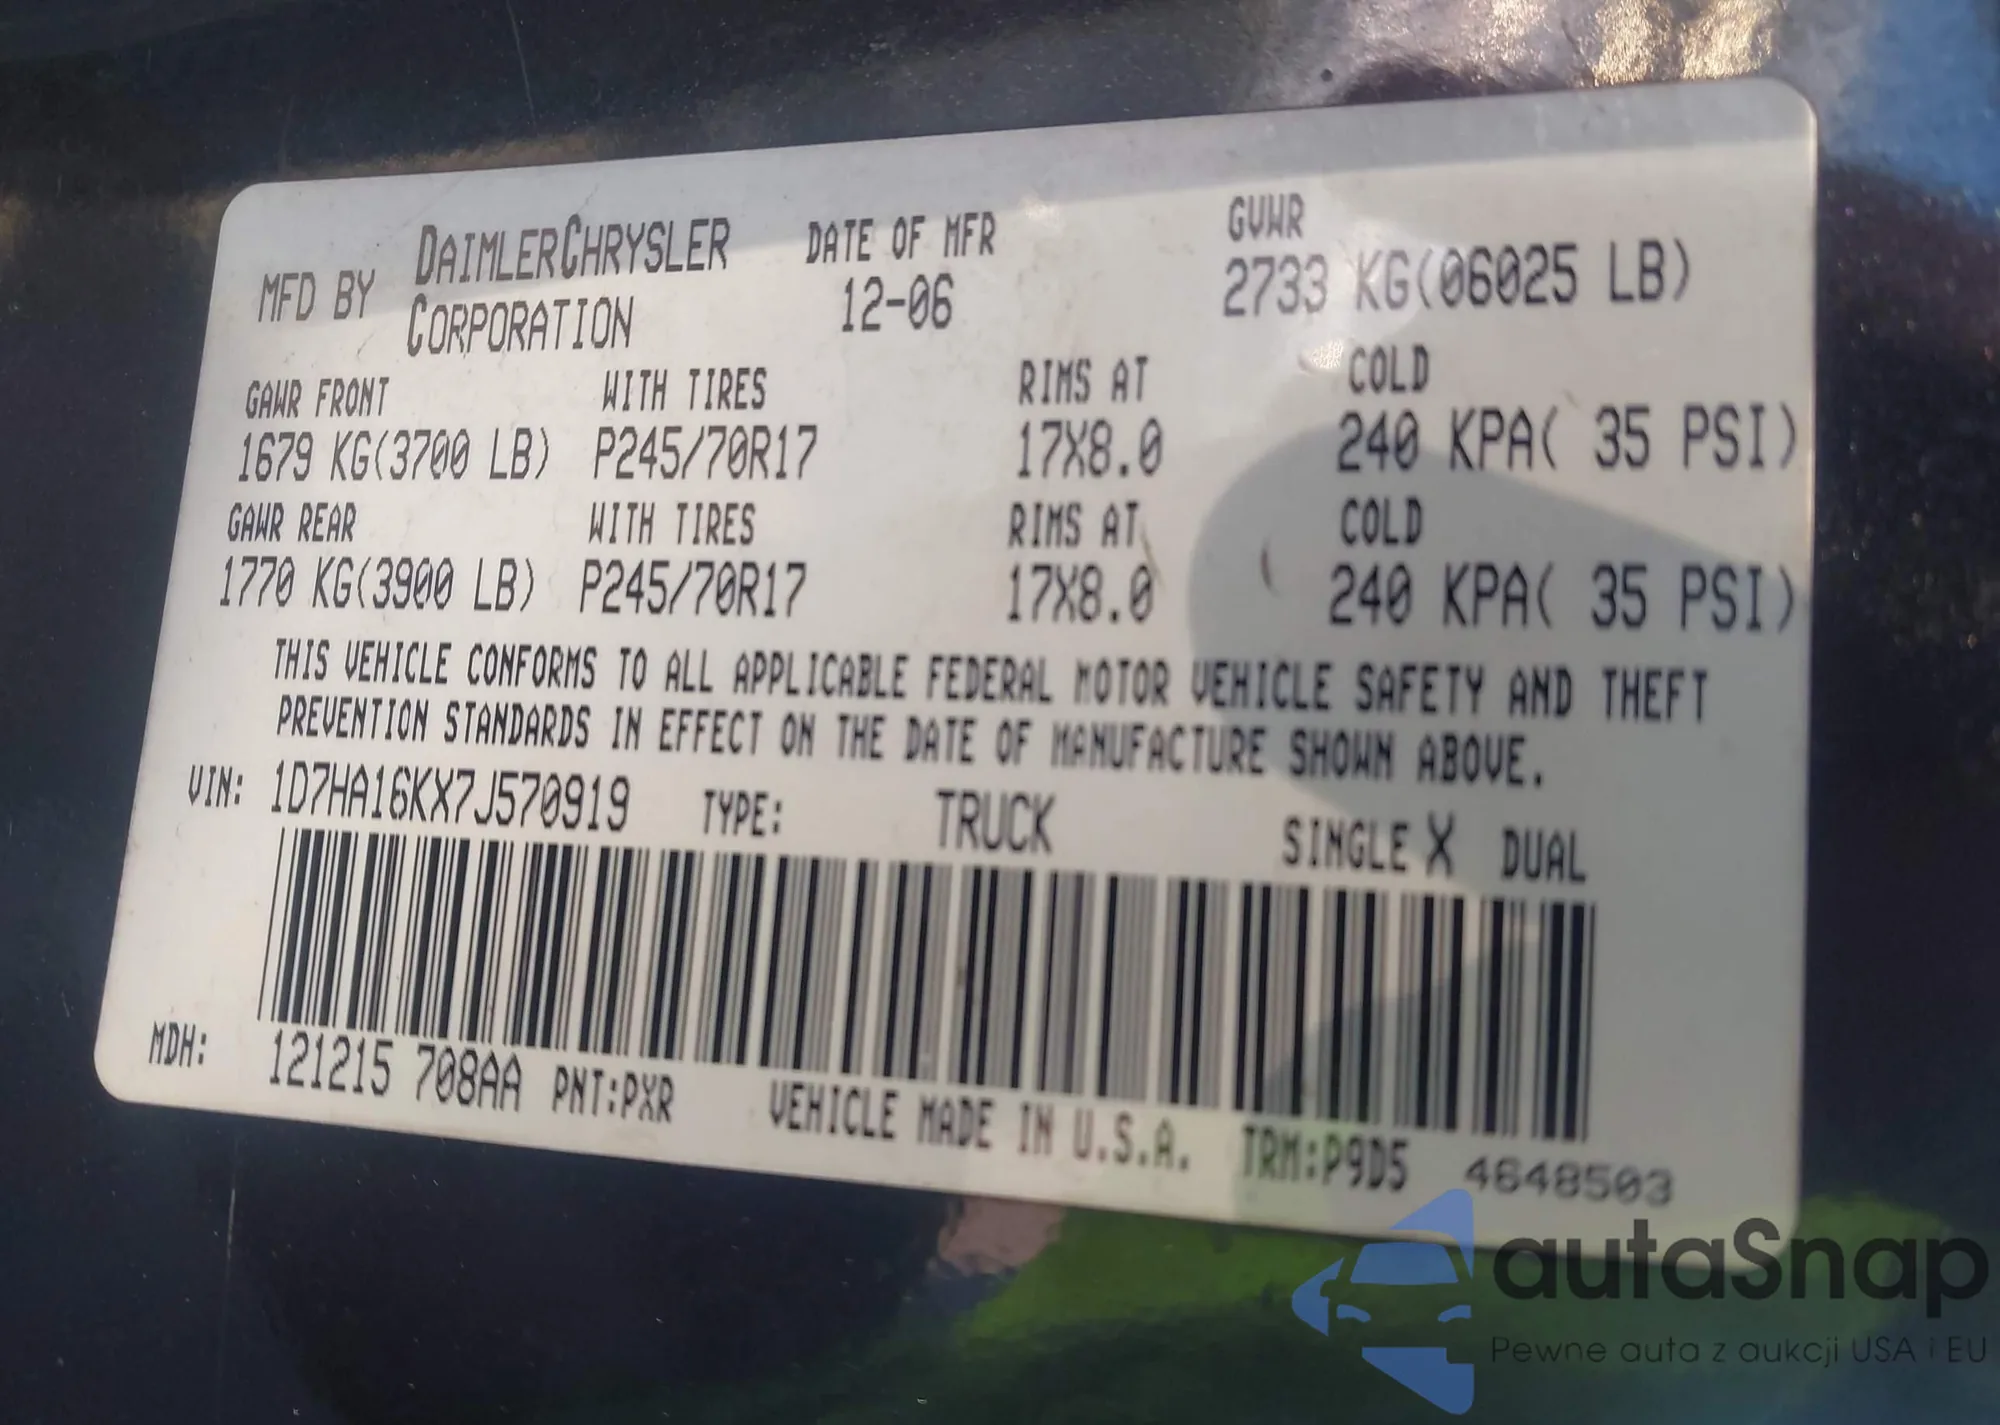 MFD BY DAIMLERCHRYSLER CORPORATION DATE OF MFR 12-06 GVWR 2733 KG(06025 LB)
GAWR FRONT WITH TIRES RIMS AT COLD
1679 KG(3700 LB) P245/70R17 17X8.0 240 KPA( 35 PSI)
GAWR REAR WITH TIRES RIMS AT COLD
1770 KG(3900 LB) P245/70R17 17X8.0 240 KPA( 35 PSI)
THIS VEHICLE CONFORMS TO ALL APPLICABLE FEDERAL MOTOR VEHICLE SAFETY AND THEFT
PREVENTION STANDARDS IN EFFECT ON THE DATE OF MANUFACTURE SHOWN ABOVE.
VIN: 1D7HA16KX7J570919 TYPE: TRUCK SINGLE X DUAL
MDH: 121215 708AA PNT:PXR VEHICLE MADE IN U.S.A. TRM:P9D5 4648503
autaSnap
Pewne auta z aukcji USA i EU